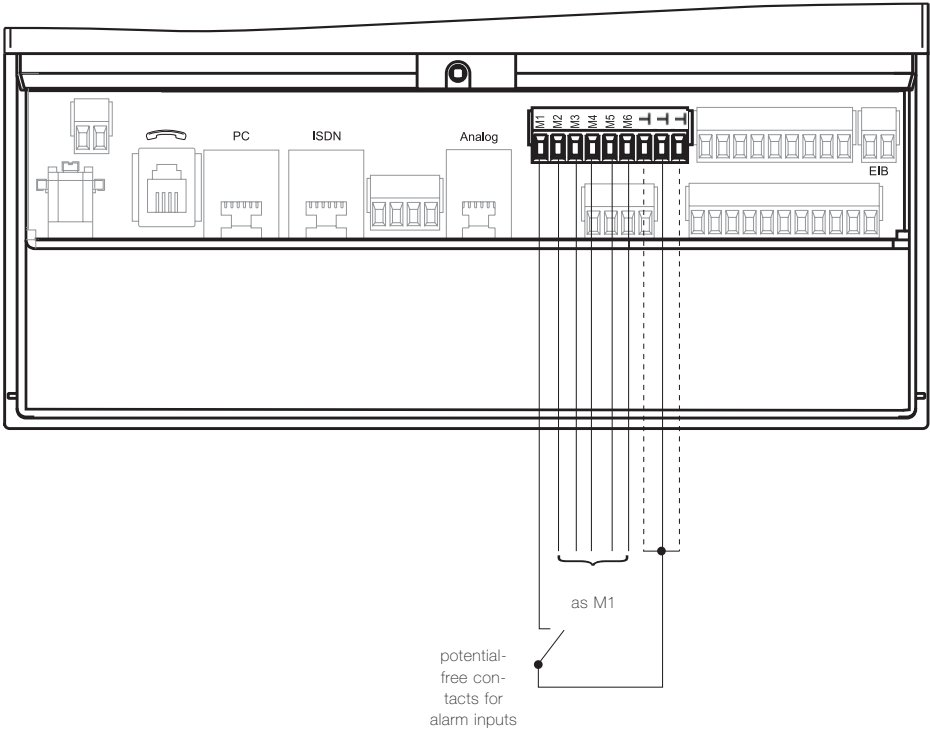 M1 M2 M3 M4 M5 M6
PC
ISDN
Analog
EIB
as M1
potential-
free con-
tacts for
alarm inputs